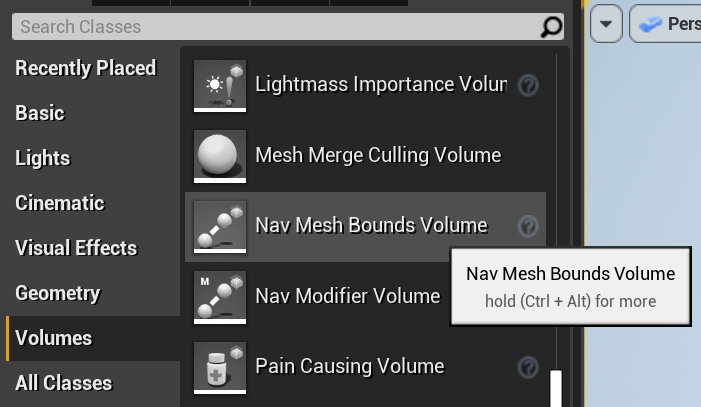 Search Classes
Pers
Recently Placed
Basic
Lights
Cinematic
Visual Effects
Geometry
Volumes
All Classes
Lightmass Importance Volum
Mesh Merge Culling Volume
Nav Mesh Bounds Volume
M
Nav Modifier Volume
Pain Causing Volume
Nav Mesh Bounds Volume
hold (Ctrl + Alt) for more